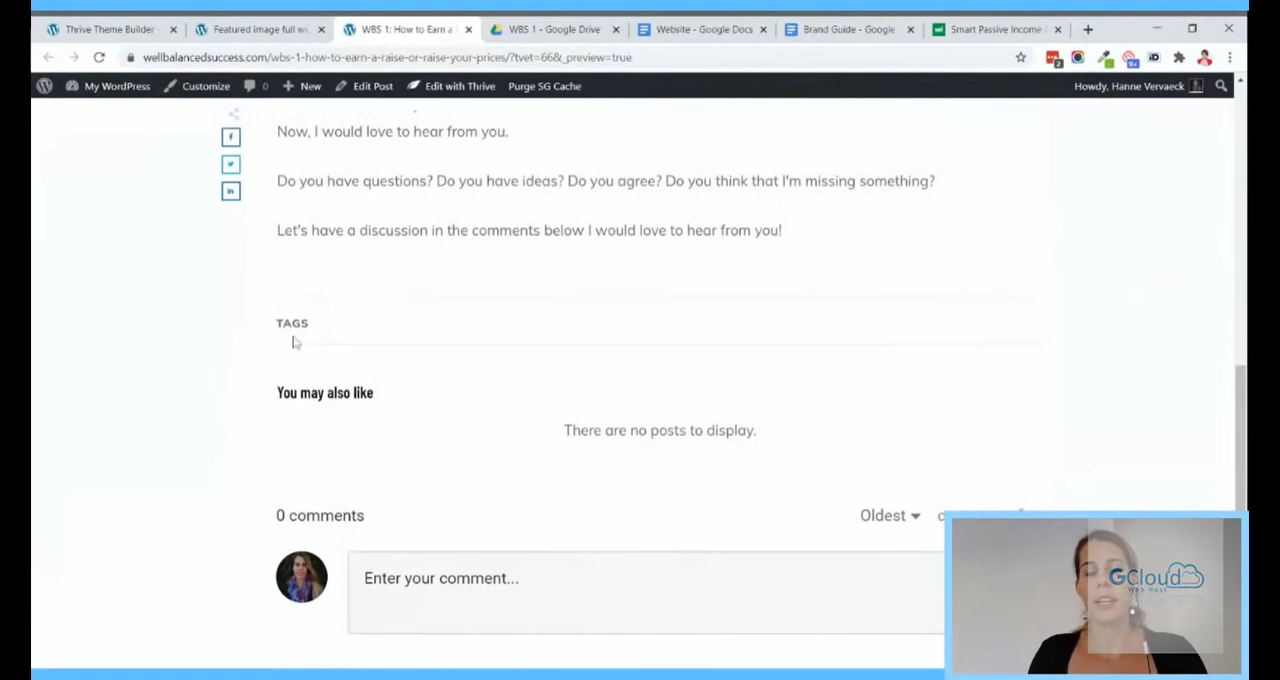 Thrive Theme Builder
Featured image full wi
WBS 1: How to Earn a
WBS 1 - Google Drive
Website - Google Docs
Brand Guide - Google
Smart Passive Income
wellbalancedsuccess.com/wbs-1-how-to-earn-a-raise-or-raise-your-prices/?tvet=66&_preview=true
My WordPress
Customize
0
New
Edit Post
Edit with Thrive
Purge SG Cache
Howdy, Hanne Vervaeck
Now, I would love to hear from you.
Do you have questions? Do you have ideas? Do you agree? Do you think that I'm missing something?
Let's have a discussion in the comments below I would love to hear from you!
TAGS
You may also like
There are no posts to display.
0 comments
Oldest
Enter your comment...
GCloud
Web Host